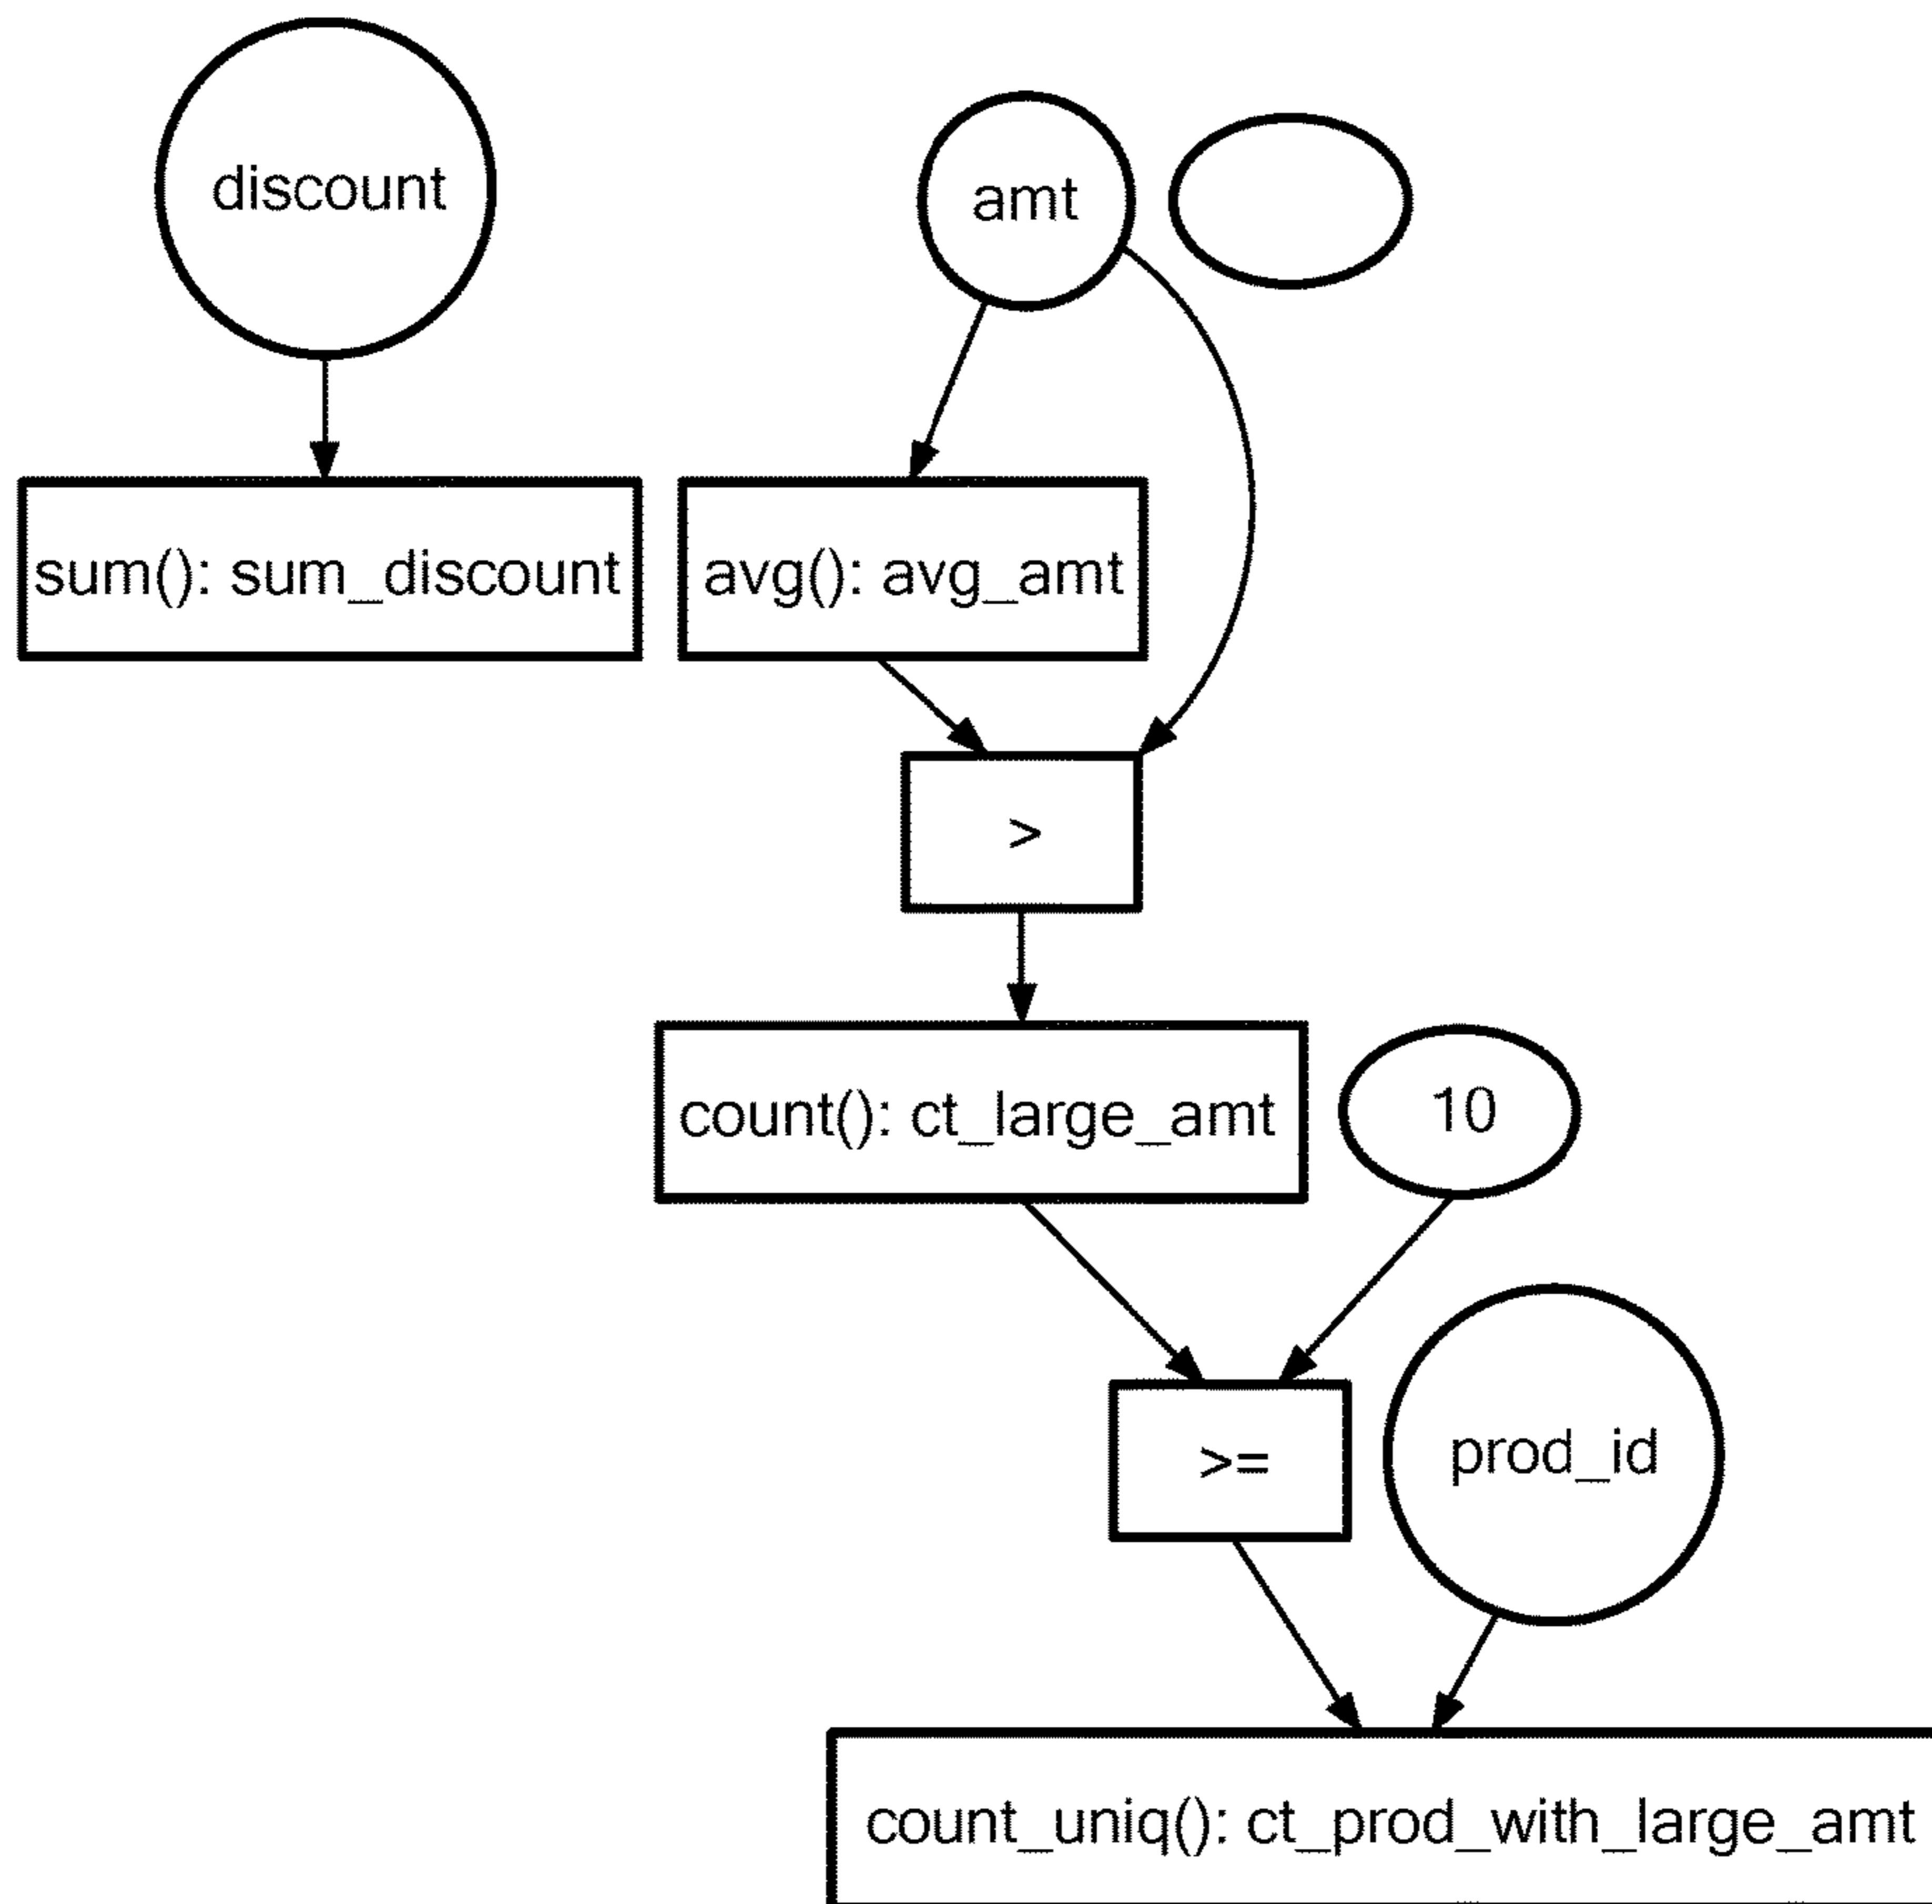 discount
amt
sum(): sum_discount
avg(): avg_amt
>
count(): ct_large_amt
10
>=
prod_id
count_uniq(): ct_prod_with_large_amt